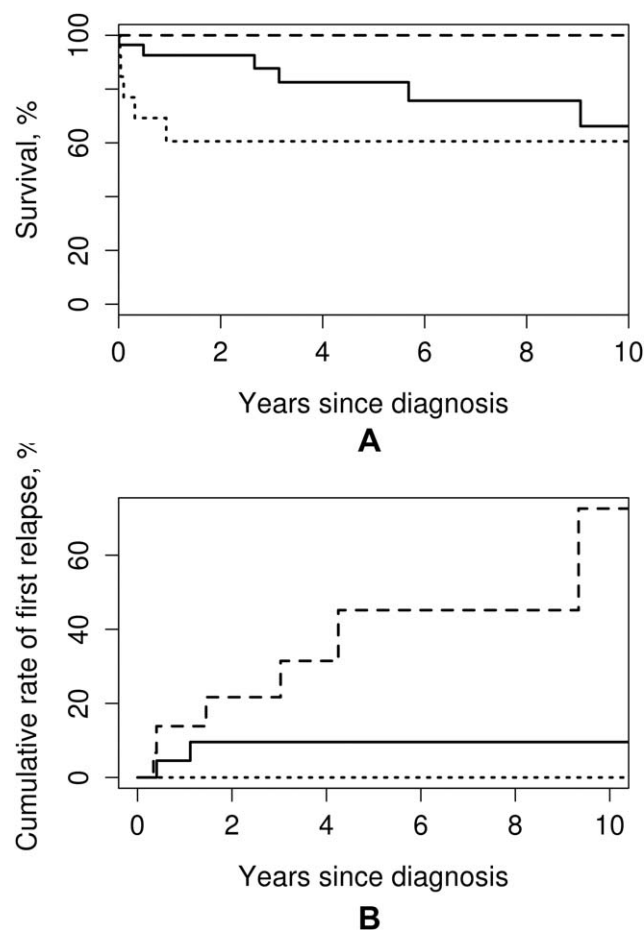 Survival, %
100
60
20
0
0 2 4 6 8 10
Years since diagnosis
A
Cumulative rate of first relapse, %
60
40
20
0
0 2 4 6 8 10
Years since diagnosis
B